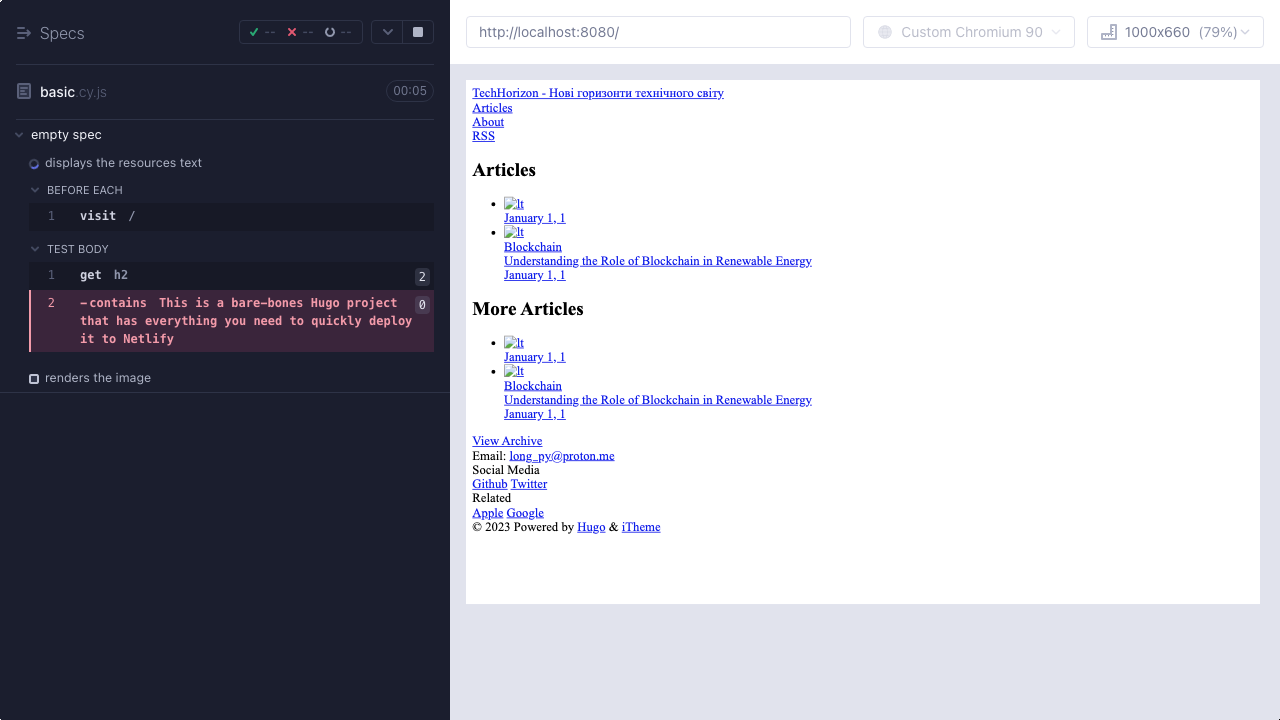 Specs
-- -- --
basic.cy.js
00:05
empty spec
displays the resources text
BEFORE EACH
1 visit /
TEST BODY
1 get h2 2
2 -contains This is a bare-bones Hugo project 0
that has everything you need to quickly deploy
it to Netlify
renders the image
http://localhost:8080/
Custom Chromium 90
1000x660 (79%)
TechHorizon - Нові горизонти технічного світу
Articles
About
RSS
Articles
lt
January 1, 1
lt
Blockchain
Understanding the Role of Blockchain in Renewable Energy
January 1, 1
More Articles
lt
January 1, 1
lt
Blockchain
Understanding the Role of Blockchain in Renewable Energy
January 1, 1
View Archive
Email: long_py@proton.me
Social Media
Github Twitter
Related
Apple Google
© 2023 Powered by Hugo & iTheme